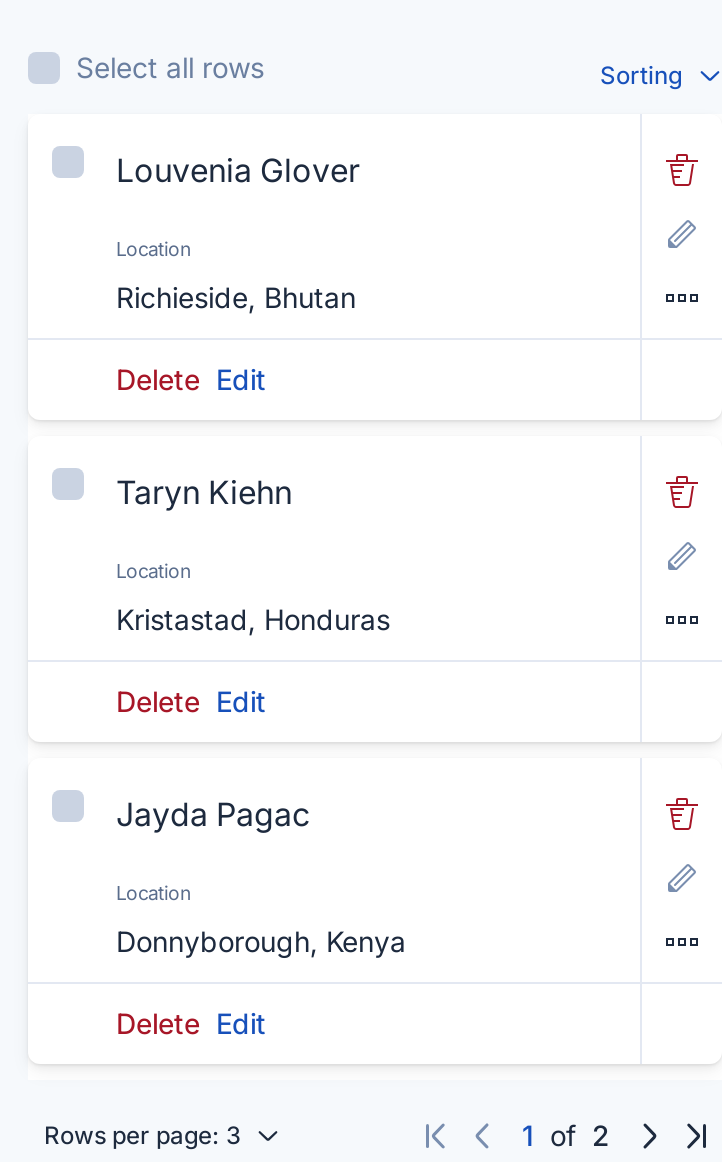 Select all rows
Sorting
Louvenia Glover
Location
Richieside, Bhutan
Delete Edit
Taryn Kiehn
Location
Kristastad, Honduras
Delete Edit
Jayda Pagac
Location
Donnyborough, Kenya
Delete Edit
Rows per page: 3 1 of 2